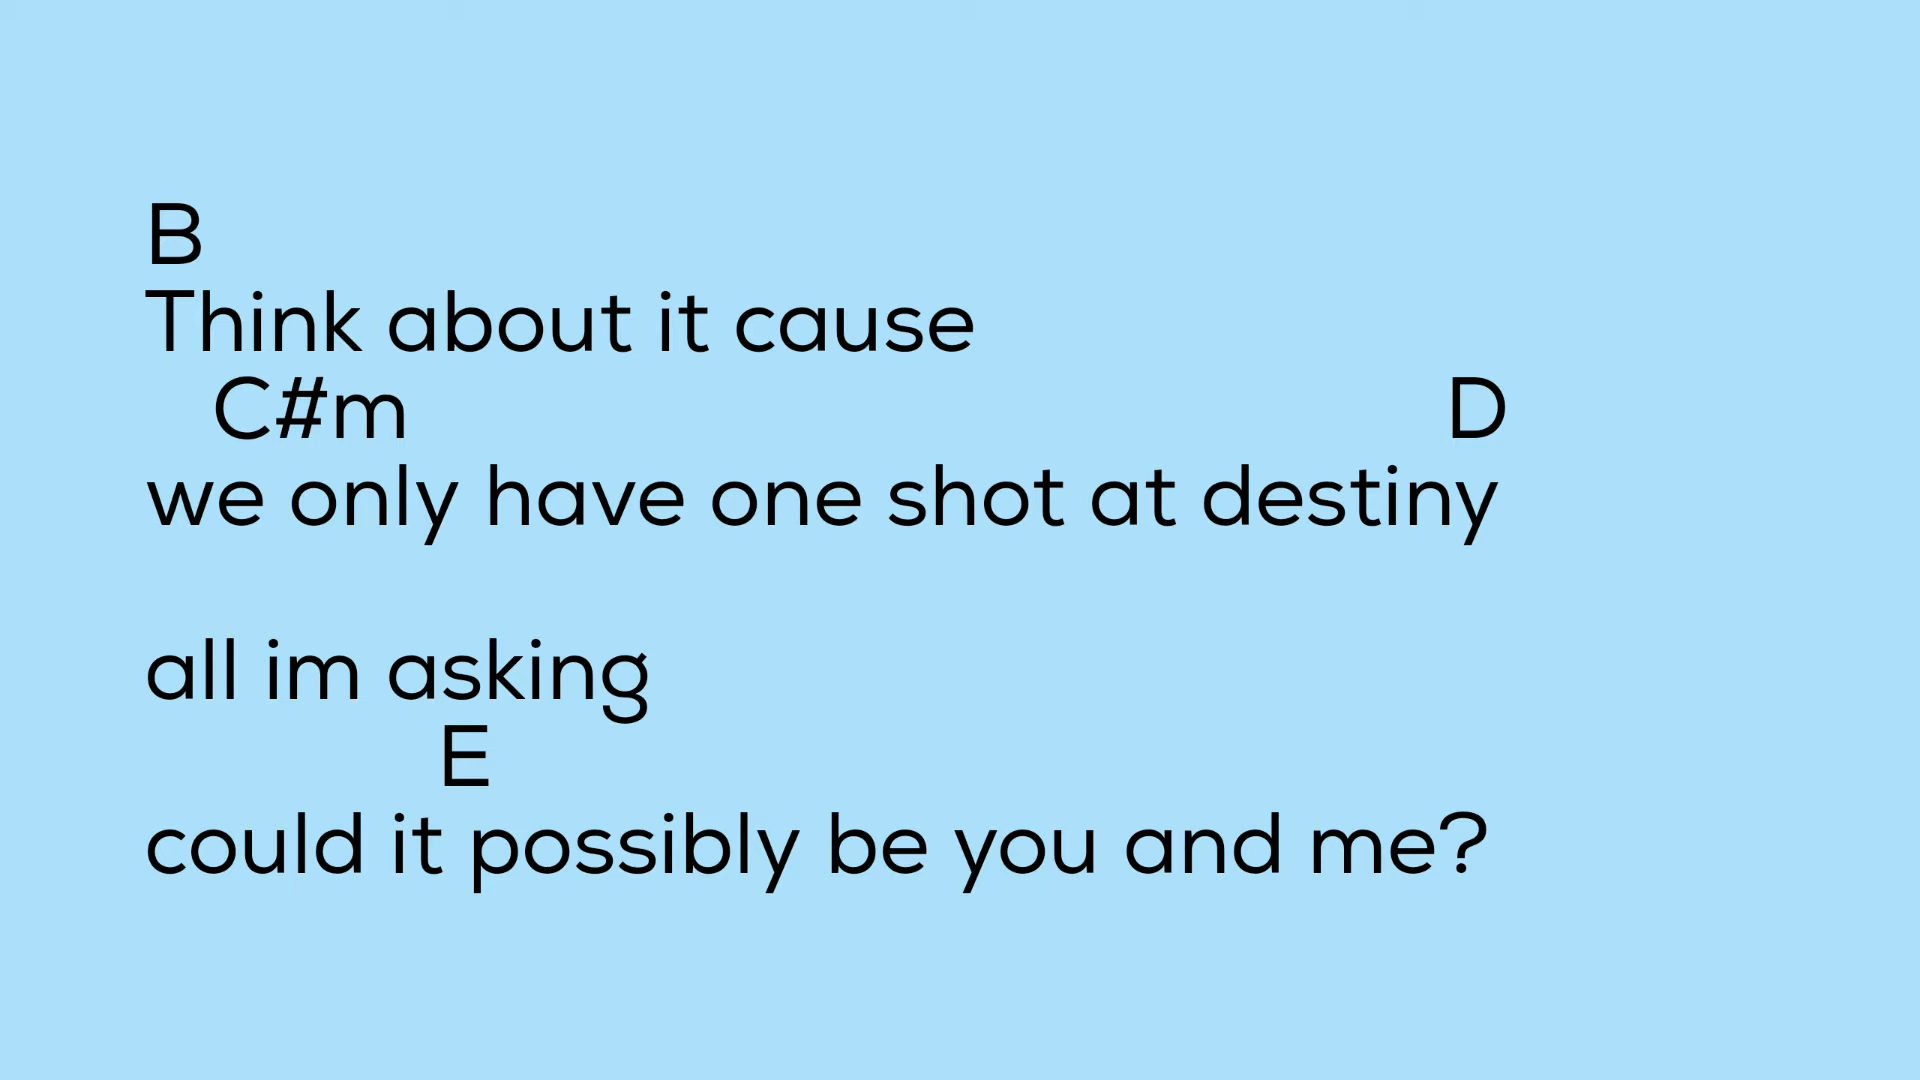 B
Think about it cause
C#m D
we only have one shot at destiny
all im asking
E
could it possibly be you and me?